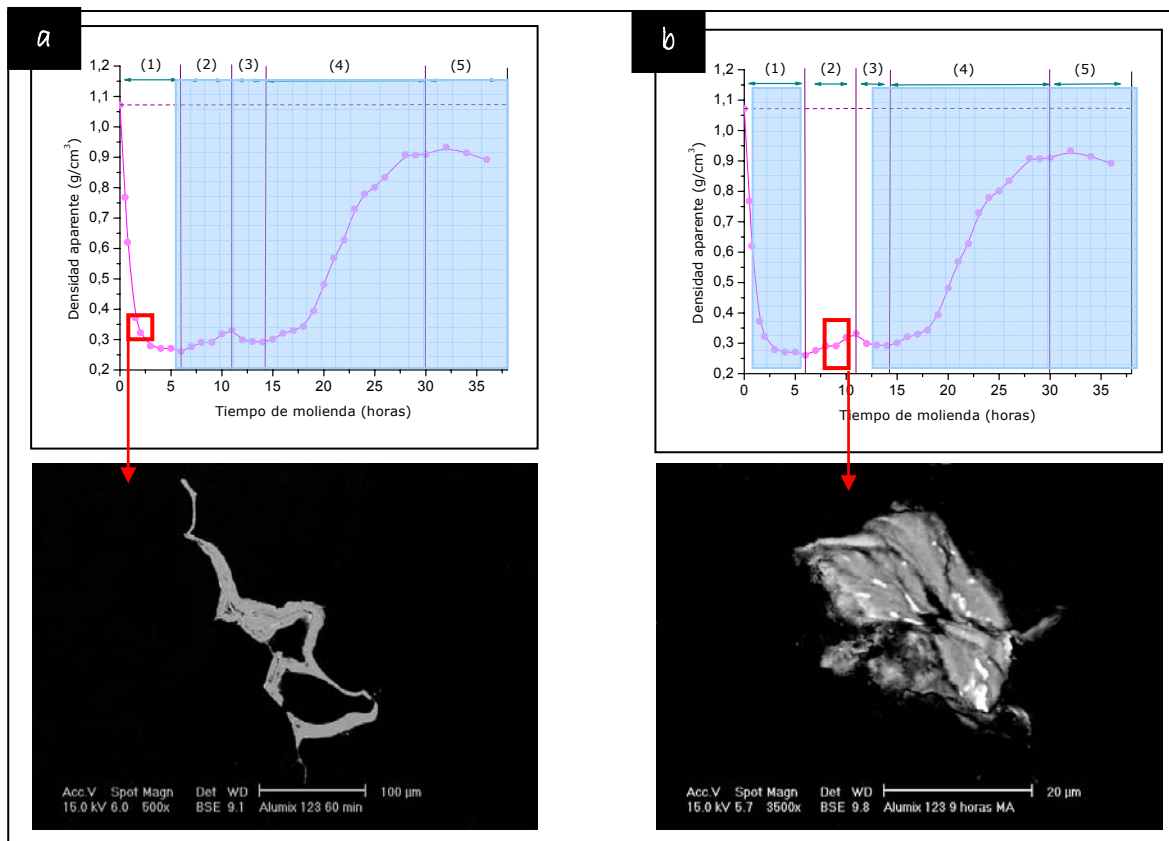 a
(1) (2) (3) (4) (5)
1,2
1,1
1,0
0,9
0,8
0,7
0,6
0,5
0,4
0,3
0,2
Densidad aparente (g/cm³)
0 5 10 15 20 25 30 35
Tiempo de molienda (horas)
Acc.V Spot Magn Det WD 100 µm
15.0 kV 6.0 500x BSE 9.1 Alumix 123 60 min
b
(1) (2) (3) (4) (5)
1,2
1,1
1,0
0,9
0,8
0,7
0,6
0,5
0,4
0,3
0,2
Densidad aparente (g/cm³)
0 5 10 15 20 25 30 35
Tiempo de molienda (horas)
Acc.V Spot Magn Det WD 20 µm
15.0 kV 5.7 3500x BSE 9.8 Alumix 123 9 horas MA